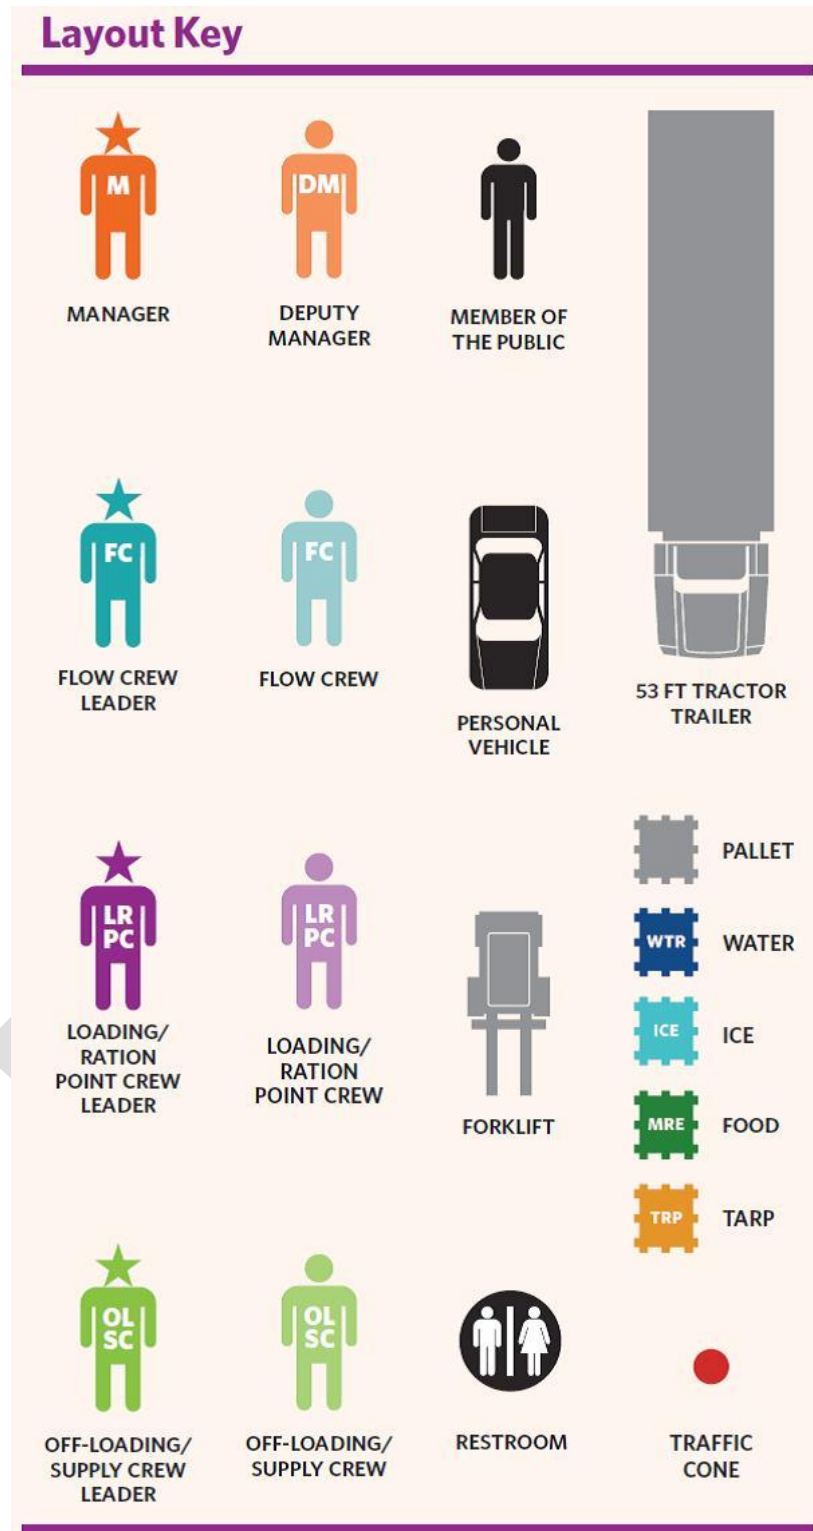 Layout Key
M
DM
MANAGER
DEPUTY
MANAGER
MEMBER OF
THE PUBLIC
FC
FC
FLOW CREW
LEADER
FLOW CREW
PERSONAL
VEHICLE
53 FT TRACTOR
TRAILER
LR
PC
LR
PC
LOADING/
RATION
POINT CREW
LEADER
LOADING/
RATION
POINT CREW
FORKLIFT
PALLET
WTR WATER
ICE ICE
MRE FOOD
TRP TARP
OL
SC
OL
SC
OFF-LOADING/
SUPPLY CREW
LEADER
OFF-LOADING/
SUPPLY CREW
RESTROOM
TRAFFIC
CONE